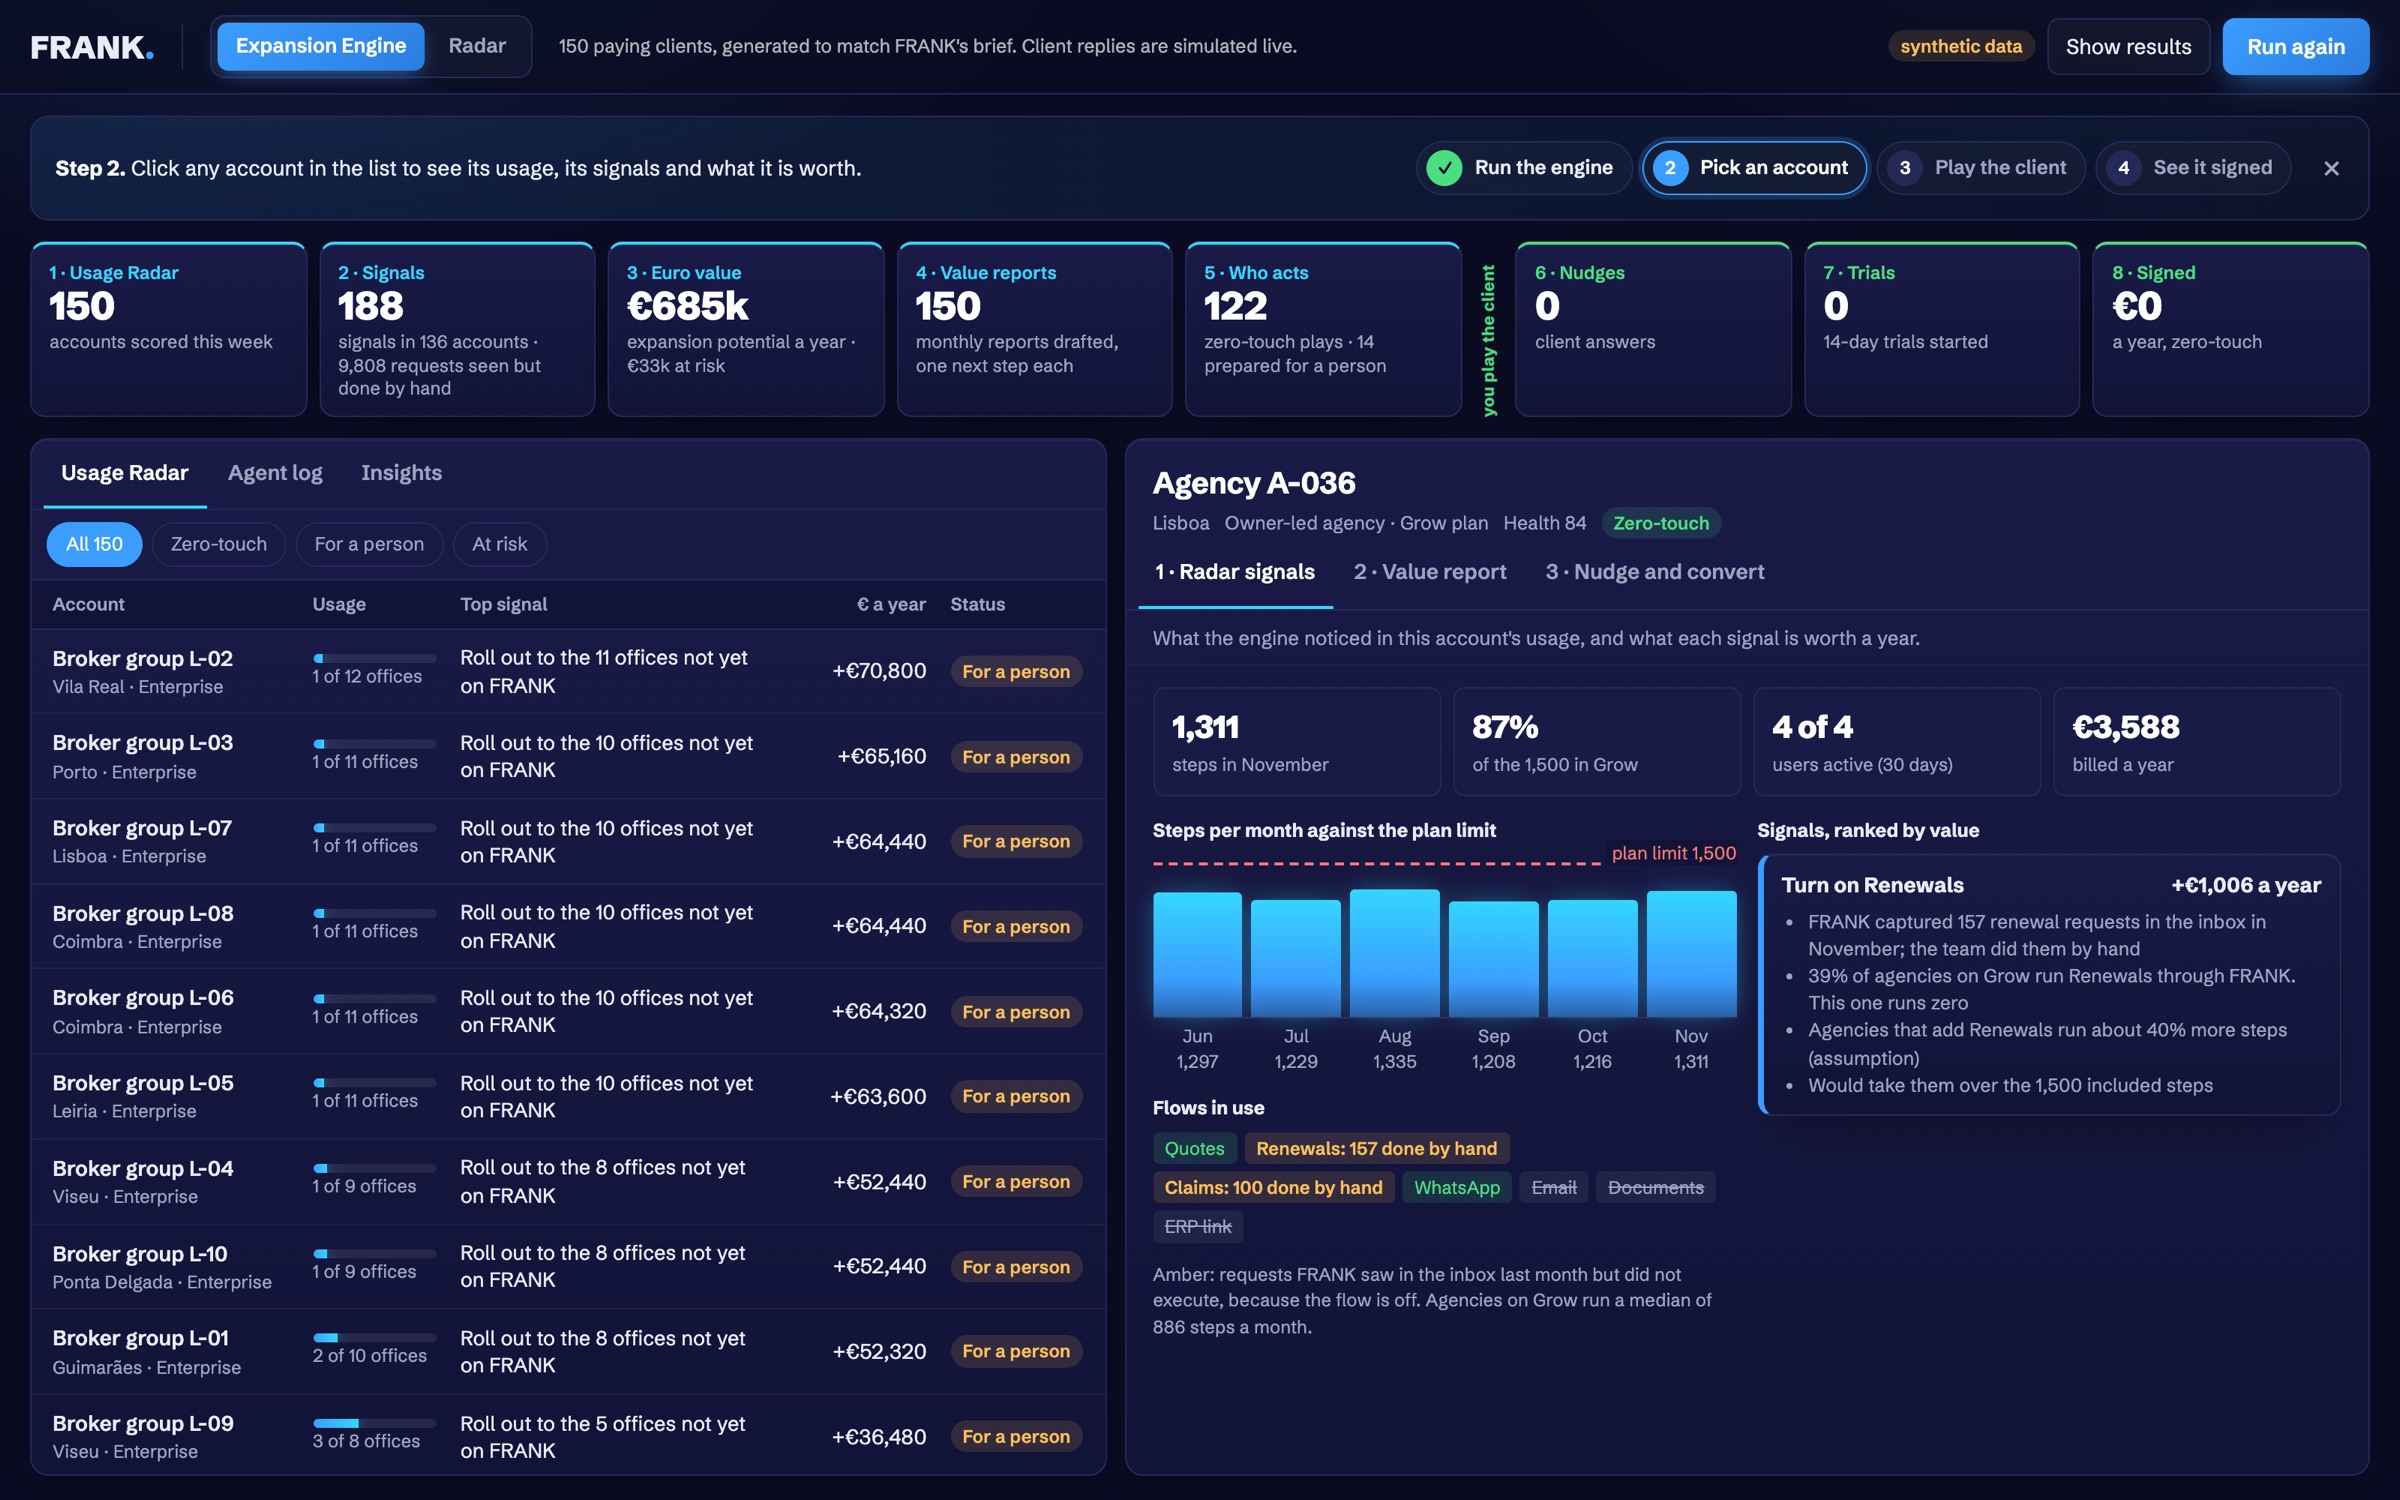 FRANK.
Expansion Engine
Radar
150 paying clients, generated to match FRANK's brief. Client replies are simulated live.
synthetic data
Show results
Run again
Step 2. Click any account in the list to see its usage, its signals and what it is worth.
✓ Run the engine
2 Pick an account
3 Play the client
4 See it signed
×
1 · Usage Radar
150
accounts scored this week
2 · Signals
188
signals in 136 accounts ·
9,808 requests seen but
done by hand
3 · Euro value
€685k
expansion potential a year ·
€33k at risk
4 · Value reports
150
monthly reports drafted,
one next step each
5 · Who acts
122
zero-touch plays · 14
prepared for a person
you play the client
6 · Nudges
0
client answers
7 · Trials
0
14-day trials started
8 · Signed
€0
a year, zero-touch
Usage Radar
Agent log
Insights
All 150
Zero-touch
For a person
At risk
Account Usage Top signal € a year Status
Broker group L-02
Vila Real · Enterprise
1 of 12 offices
Roll out to the 11 offices not yet
on FRANK
+€70,800
For a person
Broker group L-03
Porto · Enterprise
1 of 11 offices
Roll out to the 10 offices not yet
on FRANK
+€65,160
For a person
Broker group L-07
Lisboa · Enterprise
1 of 11 offices
Roll out to the 10 offices not yet
on FRANK
+€64,440
For a person
Broker group L-08
Coimbra · Enterprise
1 of 11 offices
Roll out to the 10 offices not yet
on FRANK
+€64,440
For a person
Broker group L-06
Coimbra · Enterprise
1 of 11 offices
Roll out to the 10 offices not yet
on FRANK
+€64,320
For a person
Broker group L-05
Leiria · Enterprise
1 of 11 offices
Roll out to the 10 offices not yet
on FRANK
+€63,600
For a person
Broker group L-04
Viseu · Enterprise
1 of 9 offices
Roll out to the 8 offices not yet
on FRANK
+€52,440
For a person
Broker group L-10
Ponta Delgada · Enterprise
1 of 9 offices
Roll out to the 8 offices not yet
on FRANK
+€52,440
For a person
Broker group L-01
Guimarães · Enterprise
2 of 10 offices
Roll out to the 8 offices not yet
on FRANK
+€52,320
For a person
Broker group L-09
Viseu · Enterprise
3 of 8 offices
Roll out to the 5 offices not yet
on FRANK
+€36,480
For a person
Agency A-036
Lisboa Owner-led agency · Grow plan Health 84 Zero-touch
1 · Radar signals
2 · Value report
3 · Nudge and convert
What the engine noticed in this account's usage, and what each signal is worth a year.
1,311
steps in November
87%
of the 1,500 in Grow
4 of 4
users active (30 days)
€3,588
billed a year
Steps per month against the plan limit
plan limit 1,500
Jun Jul Aug Sep Oct Nov
1,297 1,229 1,335 1,208 1,216 1,311
Flows in use
Quotes Renewals: 157 done by hand
Claims: 100 done by hand WhatsApp Email Documents
ERP link
Amber: requests FRANK saw in the inbox last month but did not
execute, because the flow is off. Agencies on Grow run a median of
886 steps a month.
Signals, ranked by value
Turn on Renewals +€1,006 a year
• FRANK captured 157 renewal requests in the inbox in
November; the team did them by hand
• 39% of agencies on Grow run Renewals through FRANK.
This one runs zero
• Agencies that add Renewals run about 40% more steps
(assumption)
• Would take them over the 1,500 included steps